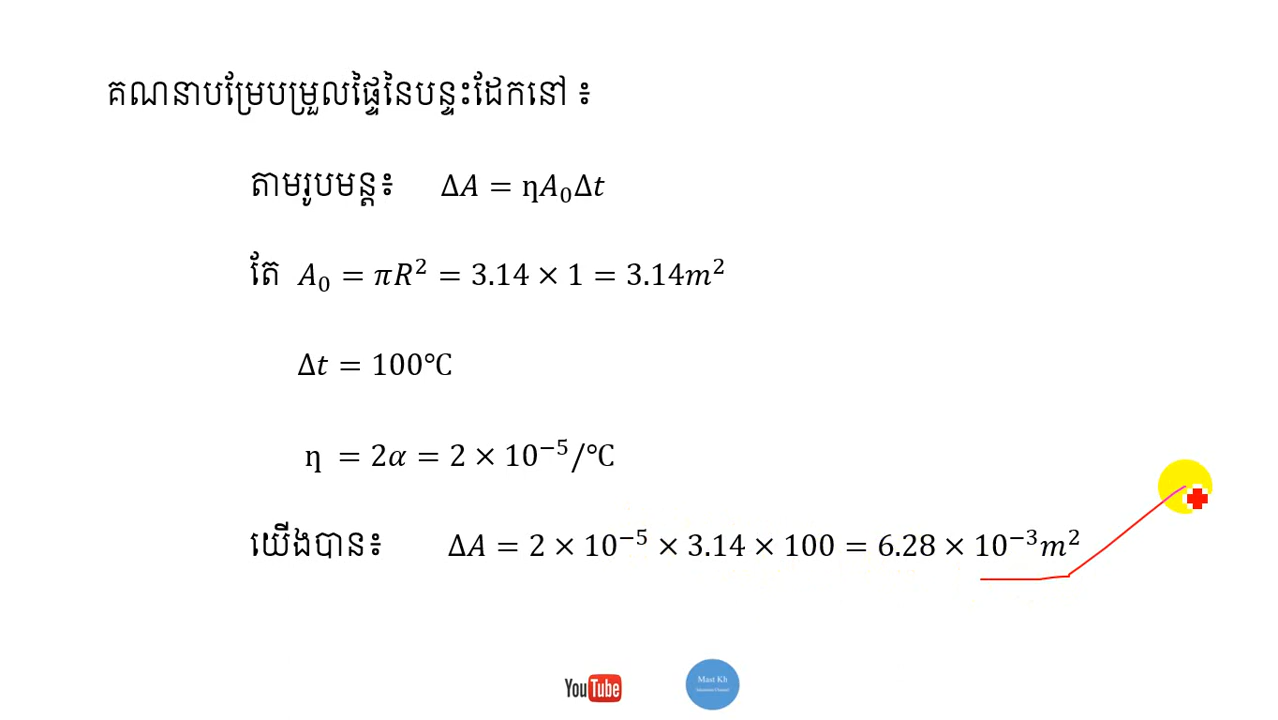 គណនាបម្រែបម្រួលផ្ទៃនៃបន្ទះដែកនៅ ៖
តាមរូបមន្ត៖ ΔA = ηA₀Δt
តែ A₀ = πR² = 3.14 × 1 = 3.14m²
Δt = 100℃
η = 2α = 2 × 10⁻⁵/℃
យើងបាន៖ ΔA = 2 × 10⁻⁵ × 3.14 × 100 = 6.28 × 10⁻³m²
YouTube
Mast Kh